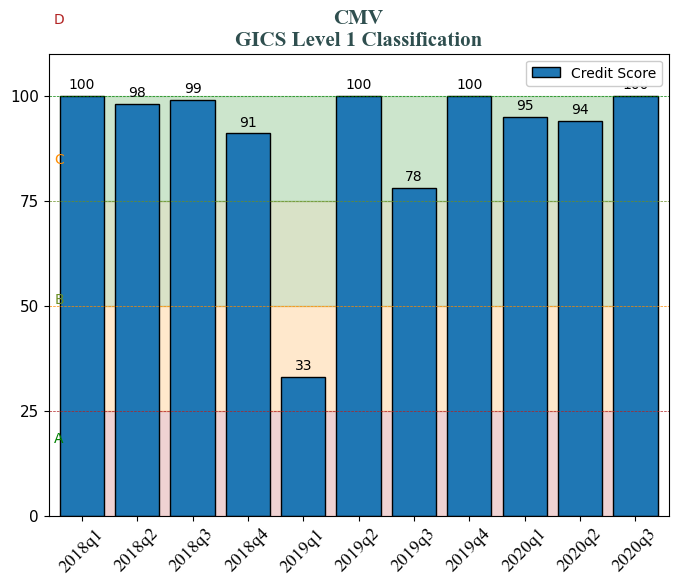 D
CMV
GICS Level 1 Classification
Credit Score
100
98
99
91
33
100
78
100
95
94
100
100
75
50
25
0
C
B
A
2018q1
2018q2
2018q3
2018q4
2019q1
2019q2
2019q3
2019q4
2020q1
2020q2
2020q3